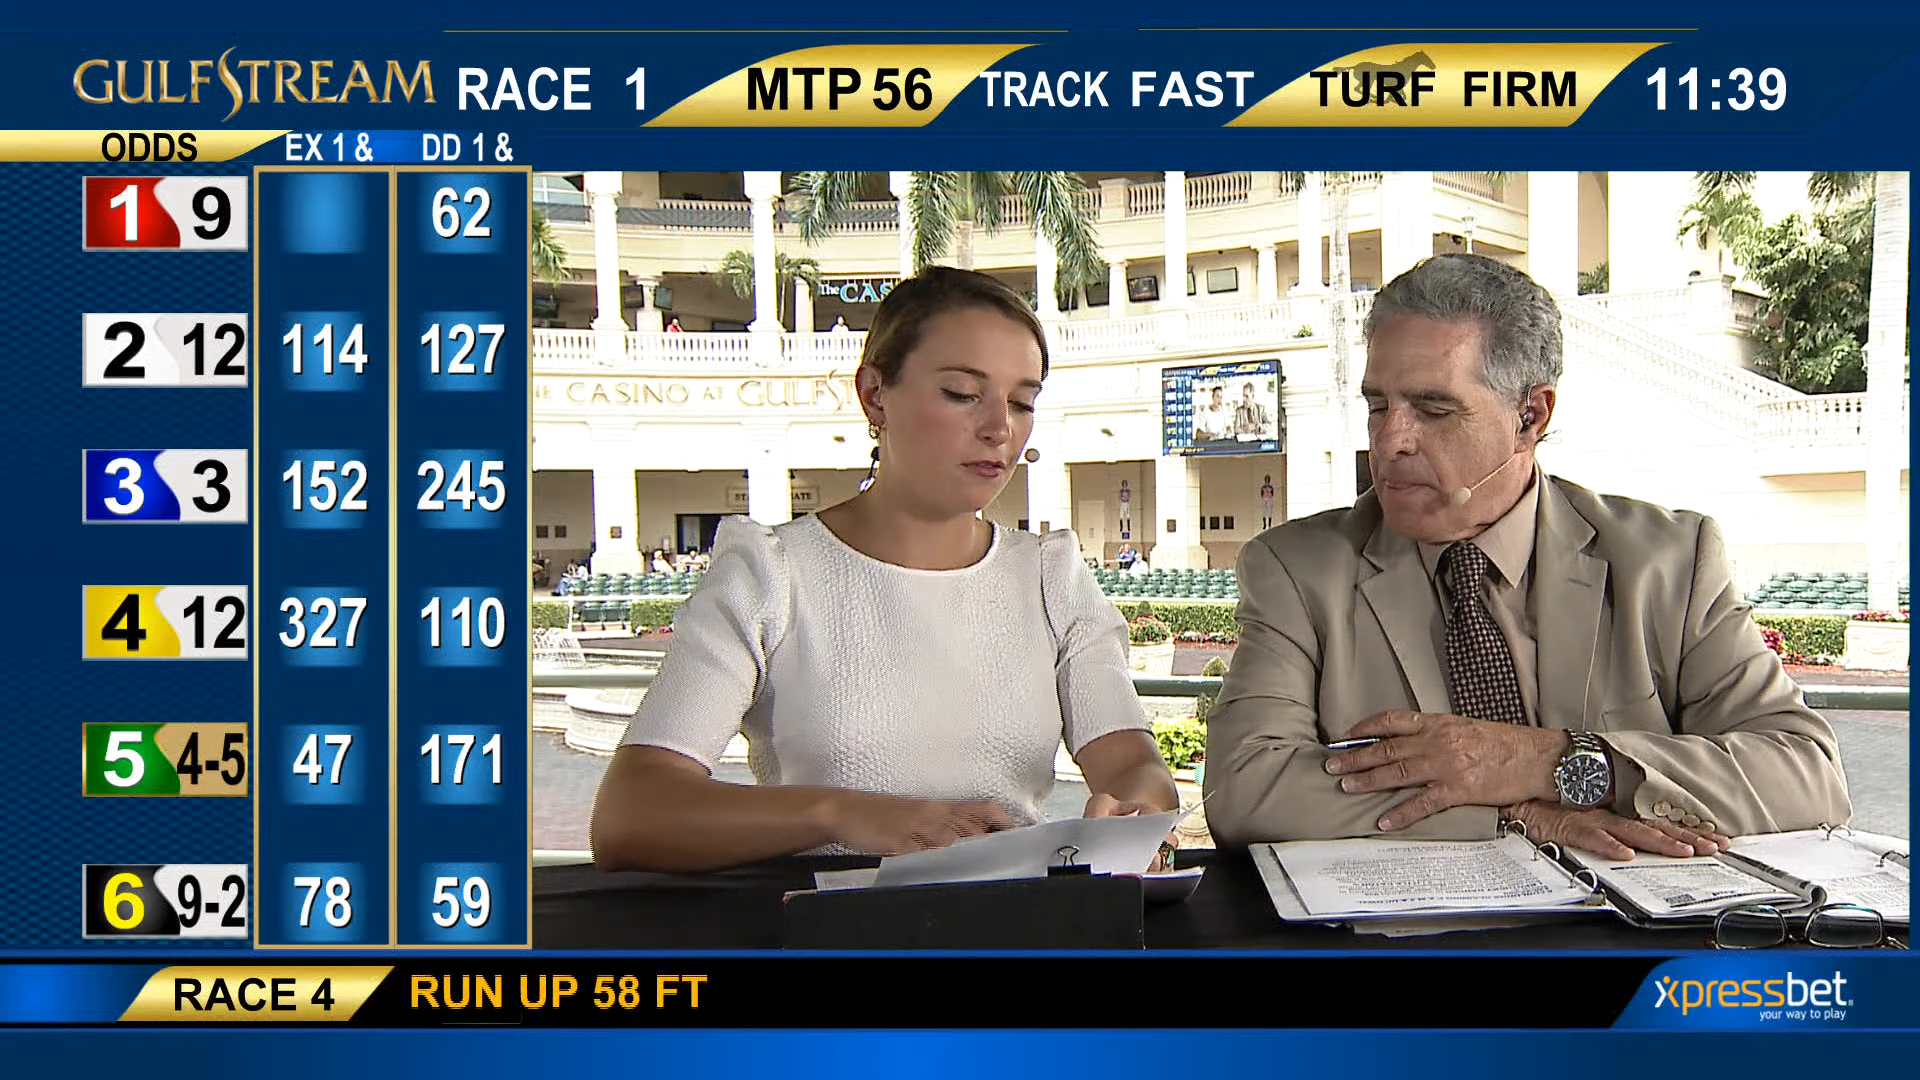 GULFSTREAM RACE 1 MTP 56 TRACK FAST TURF FIRM 11:39
ODDS EX 1 & DD 1 &
1 9 62
2 12 114 127
3 3 152 245
4 12 327 110
5 4-5 47 171
6 9-2 78 59
The CAS
CASINO AT GULFST
RACE 4 RUN UP 58 FT
xpressbet
your way to play